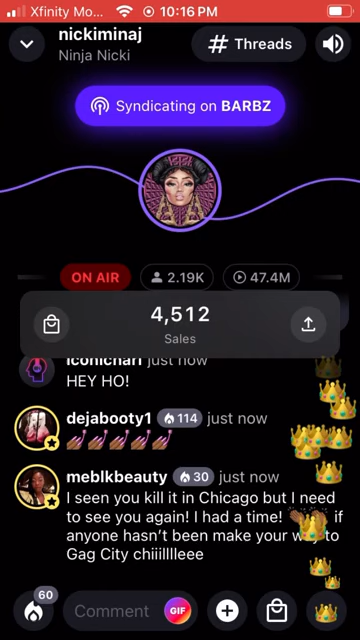 Xfinity Mo... 10:16 PM
nickiminaj
Ninja Nicki
# Threads
Syndicating on BARBZ
ON AIR 2.19K 47.4M
4,512
Sales
iconichari just now
HEY HO!
dejabooty1 114 just now
meblkbeauty 30 just now
I seen you kill it in Chicago but I need
to see you again! I had a time! if
anyone hasn't been make your way to
Gag City chiiilllleee
60
Comment GIF